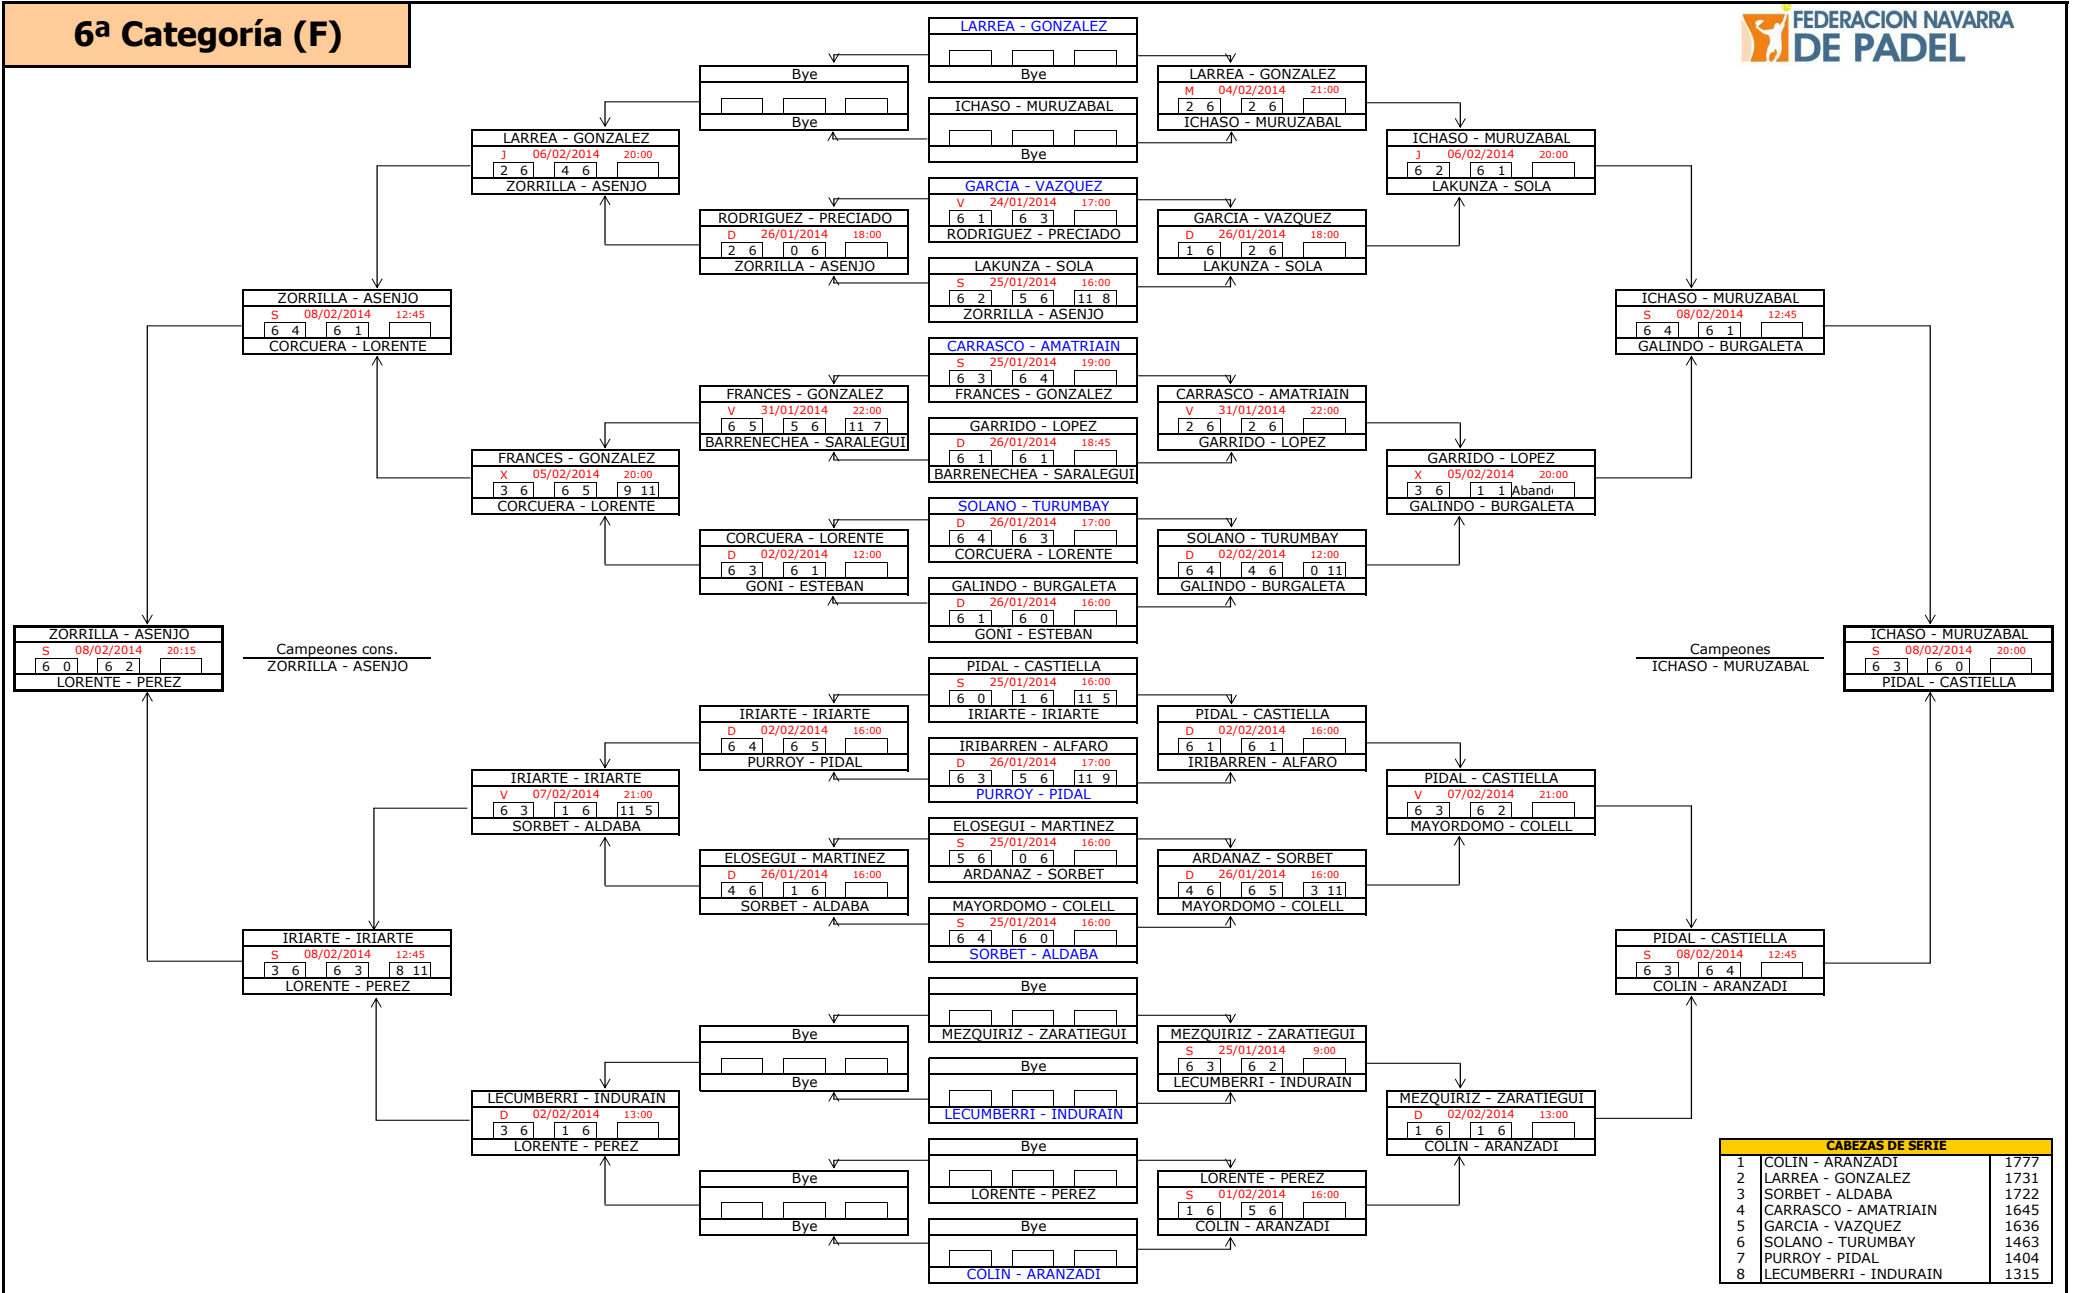 6ª Categoría (F)
FEDERACION NAVARRA
DE PADEL
ZORRILLA - ASENJO
S 08/02/2014 20:15
6 0 6 2
LORENTE - PEREZ
Campeones cons.
ZORRILLA - ASENJO
ZORRILLA - ASENJO
S 08/02/2014 12:45
6 4 6 1
CORCUERA - LORENTE
IRIARTE - IRIARTE
S 08/02/2014 12:45
3 6 6 3 8 11
LORENTE - PEREZ
LARREA - GONZALEZ
J 06/02/2014 20:00
2 6 4 6
ZORRILLA - ASENJO
FRANCES - GONZALEZ
X 05/02/2014 20:00
3 6 6 5 9 11
CORCUERA - LORENTE
IRIARTE - IRIARTE
V 07/02/2014 21:00
6 3 1 6 11 5
SORBET - ALDABA
LECUMBERRI - INDURAIN
D 02/02/2014 13:00
3 6 1 6
LORENTE - PEREZ
Bye
Bye
RODRIGUEZ - PRECIADO
D 26/01/2014 18:00
2 6 0 6
ZORRILLA - ASENJO
FRANCES - GONZALEZ
V 31/01/2014 22:00
6 5 5 6 11 7
BARRENECHEA - SARALEGUI
CORCUERA - LORENTE
D 02/02/2014 12:00
6 3 6 1
GOÑI - ESTEBAN
IRIARTE - IRIARTE
D 02/02/2014 16:00
6 4 6 5
PURROY - PIDAL
ELOSEGUI - MARTINEZ
D 26/01/2014 16:00
4 6 1 6
SORBET - ALDABA
Bye
Bye
Bye
Bye
LARREA - GONZALEZ
Bye
ICHASO - MURUZABAL
Bye
GARCIA - VAZQUEZ
V 24/01/2014 17:00
6 1 6 3
RODRIGUEZ - PRECIADO
LAKUNZA - SOLA
S 25/01/2014 16:00
6 2 5 6 11 8
ZORRILLA - ASENJO
CARRASCO - AMATRIAIN
S 25/01/2014 19:00
6 3 6 4
FRANCES - GONZALEZ
GARRIDO - LOPEZ
D 26/01/2014 18:45
6 1 6 1
BARRENECHEA - SARALEGUI
SOLANO - TURUMBAY
D 26/01/2014 17:00
6 4 6 3
CORCUERA - LORENTE
GALINDO - BURGALETA
D 26/01/2014 16:00
6 1 6 0
GOÑI - ESTEBAN
PIDAL - CASTIELLA
S 25/01/2014 16:00
6 0 1 6 11 5
IRIARTE - IRIARTE
IRIBARREN - ALFARO
D 26/01/2014 17:00
6 3 5 6 11 9
PURROY - PIDAL
ELOSEGUI - MARTINEZ
S 25/01/2014 16:00
5 6 0 6
ARDANAZ - SORBET
MAYORDOMO - COLELL
S 25/01/2014 16:00
6 4 6 0
SORBET - ALDABA
Bye
MEZQUIRIZ - ZARATIEGUI
Bye
LECUMBERRI - INDURAIN
Bye
LORENTE - PEREZ
Bye
COLIN - ARANZADI
LARREA - GONZALEZ
M 04/02/2014 21:00
2 6 2 6
ICHASO - MURUZABAL
GARCIA - VAZQUEZ
D 26/01/2014 18:00
1 6 2 6
LAKUNZA - SOLA
CARRASCO - AMATRIAIN
V 31/01/2014 22:00
2 6 2 6
GARRIDO - LOPEZ
SOLANO - TURUMBAY
D 02/02/2014 12:00
6 4 4 6 0 11
GALINDO - BURGALETA
PIDAL - CASTIELLA
D 02/02/2014 16:00
6 1 6 1
IRIBARREN - ALFARO
ARDANAZ - SORBET
D 26/01/2014 16:00
4 6 6 5 3 11
MAYORDOMO - COLELL
MEZQUIRIZ - ZARATIEGUI
S 25/01/2014 9:00
6 3 6 2
LECUMBERRI - INDURAIN
LORENTE - PEREZ
S 01/02/2014 16:00
1 6 5 6
COLIN - ARANZADI
ICHASO - MURUZABAL
J 06/02/2014 20:00
6 2 6 1
LAKUNZA - SOLA
GARRIDO - LOPEZ
X 05/02/2014 20:00
3 6 1 1 Aband
GALINDO - BURGALETA
PIDAL - CASTIELLA
V 07/02/2014 21:00
6 3 6 2
MAYORDOMO - COLELL
MEZQUIRIZ - ZARATIEGUI
D 02/02/2014 13:00
1 6 1 6
COLIN - ARANZADI
ICHASO - MURUZABAL
S 08/02/2014 12:45
6 4 6 1
GALINDO - BURGALETA
PIDAL - CASTIELLA
S 08/02/2014 12:45
6 3 6 4
COLIN - ARANZADI
Campeones
ICHASO - MURUZABAL
ICHASO - MURUZABAL
S 08/02/2014 20:00
6 3 6 0
PIDAL - CASTIELLA
CABEZAS DE SERIE
1 COLIN - ARANZADI 1777
2 LARREA - GONZALEZ 1731
3 SORBET - ALDABA 1722
4 CARRASCO - AMATRIAIN 1645
5 GARCIA - VAZQUEZ 1636
6 SOLANO - TURUMBAY 1463
7 PURROY - PIDAL 1404
8 LECUMBERRI - INDURAIN 1315